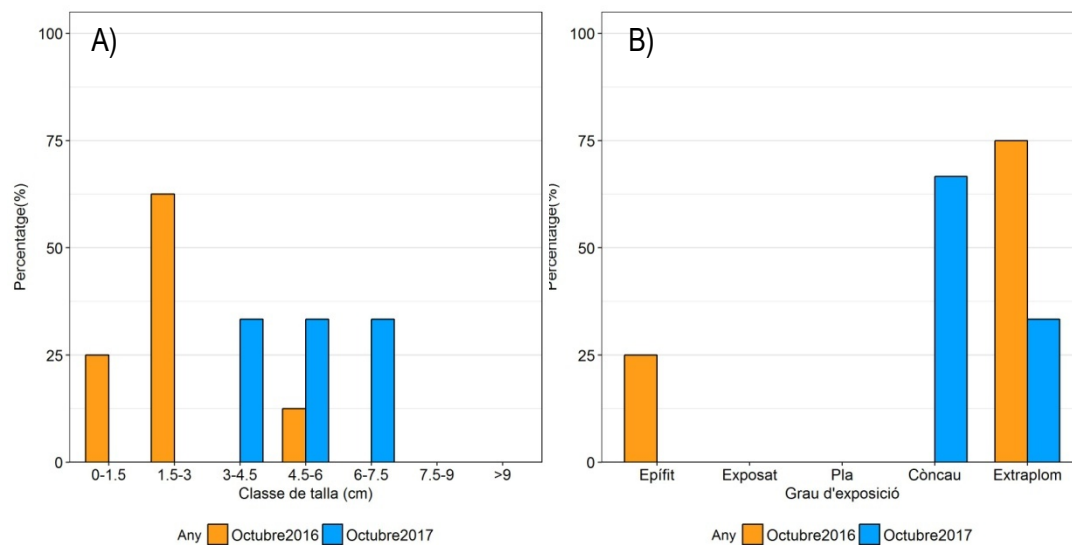 A)
100
75
50
25
0
Percentatge(%)
0-1.5 1.5-3 3-4.5 4.5-6 6-7.5 7.5-9 >9
Classe de talla (cm)
Any Octubre2016 Octubre2017
B)
100
75
50
25
0
Percentatge(%)
Epífit Exposat Pla Còncau Extraplom
Grau d'exposició
Any Octubre2016 Octubre2017